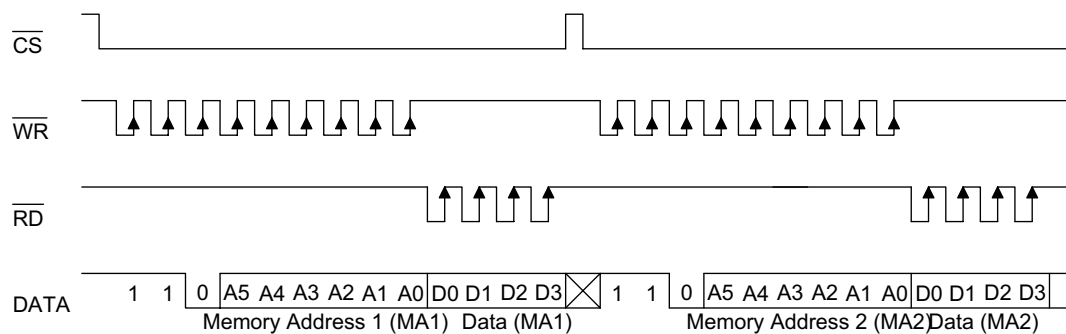 CS
WR
RD
DATA 1 1 0 A5 A4 A3 A2 A1 A0 D0 D1 D2 D3 1 1 0 A5 A4 A3 A2 A1 A0 D0 D1 D2 D3
Memory Address 1 (MA1) Data (MA1) Memory Address 2 (MA2) Data (MA2)